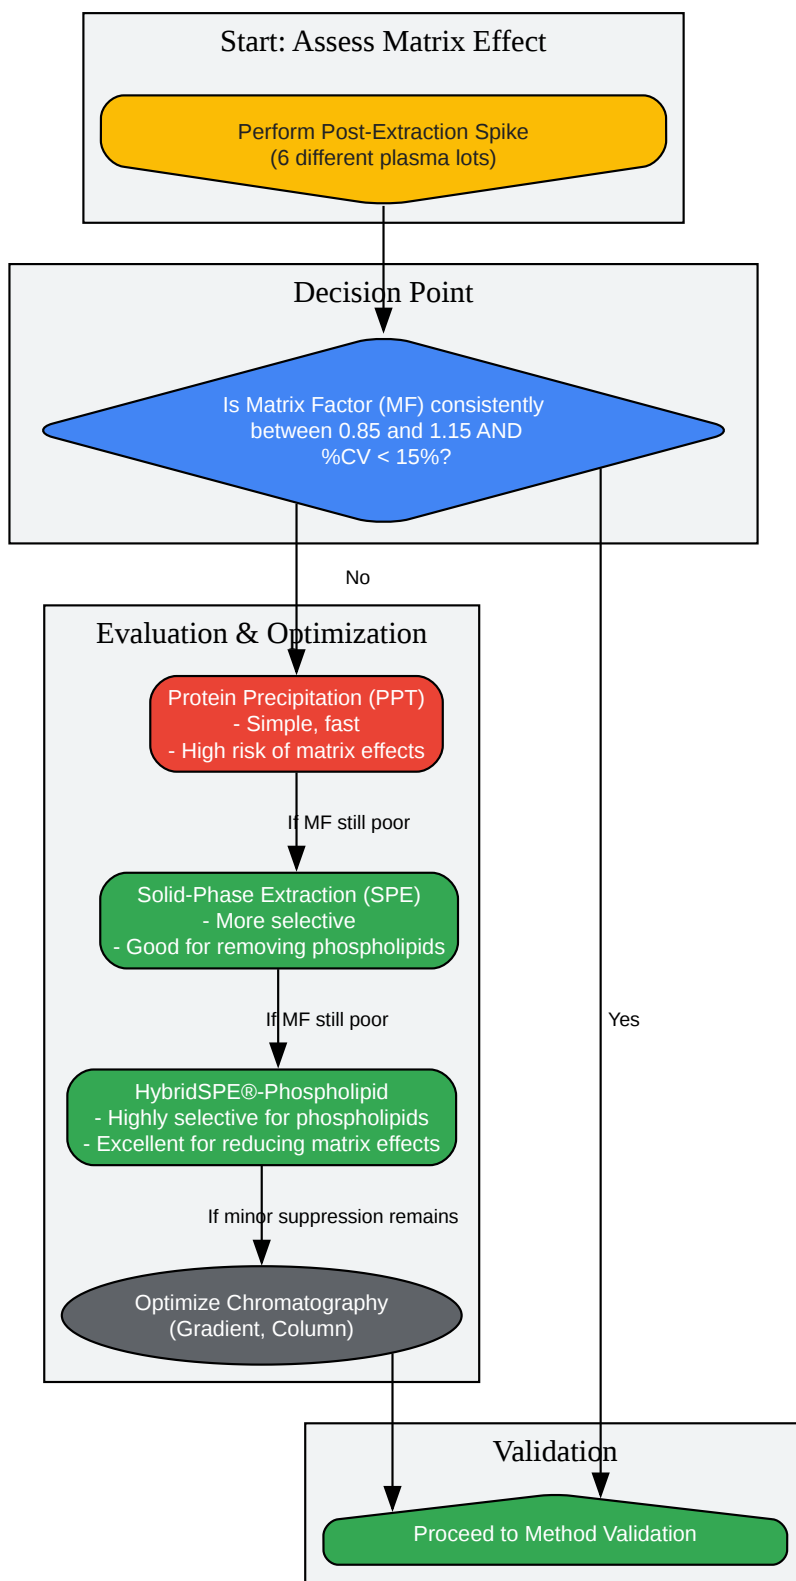 Start: Assess Matrix Effect
Perform Post-Extraction Spike
(6 different plasma lots)
Decision Point
Is Matrix Factor (MF) consistently
between 0.85 and 1.15 AND
%CV < 15%?
No
Evaluation & Optimization
Protein Precipitation (PPT)
- Simple, fast
- High risk of matrix effects
If MF still poor
Solid-Phase Extraction (SPE)
- More selective
- Good for removing phospholipids
If MF still poor
Yes
HybridSPE®-Phospholipid
- Highly selective for phospholipids
- Excellent for reducing matrix effects
If minor suppression remains
Optimize Chromatography
(Gradient, Column)
Validation
Proceed to Method Validation